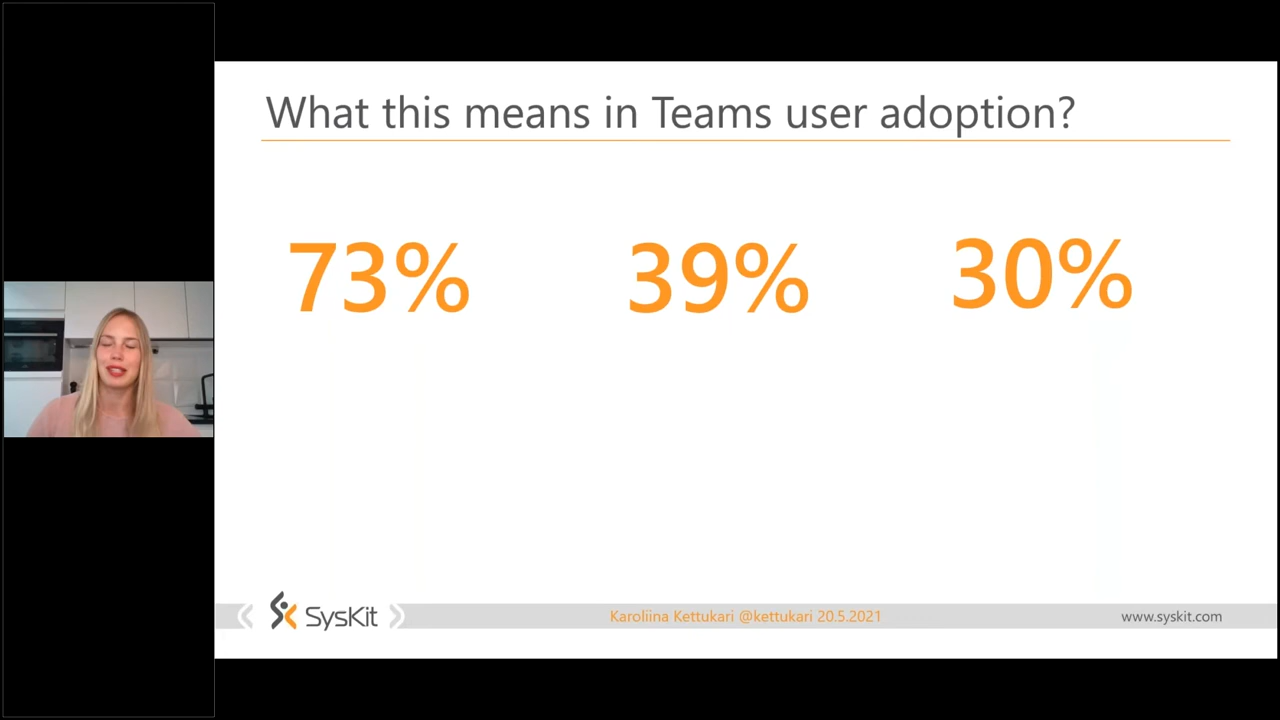 What this means in Teams user adoption?
73%
39%
30%
SysKit
Karoliina Kettukari @kettukari 20.5.2021
www.syskit.com